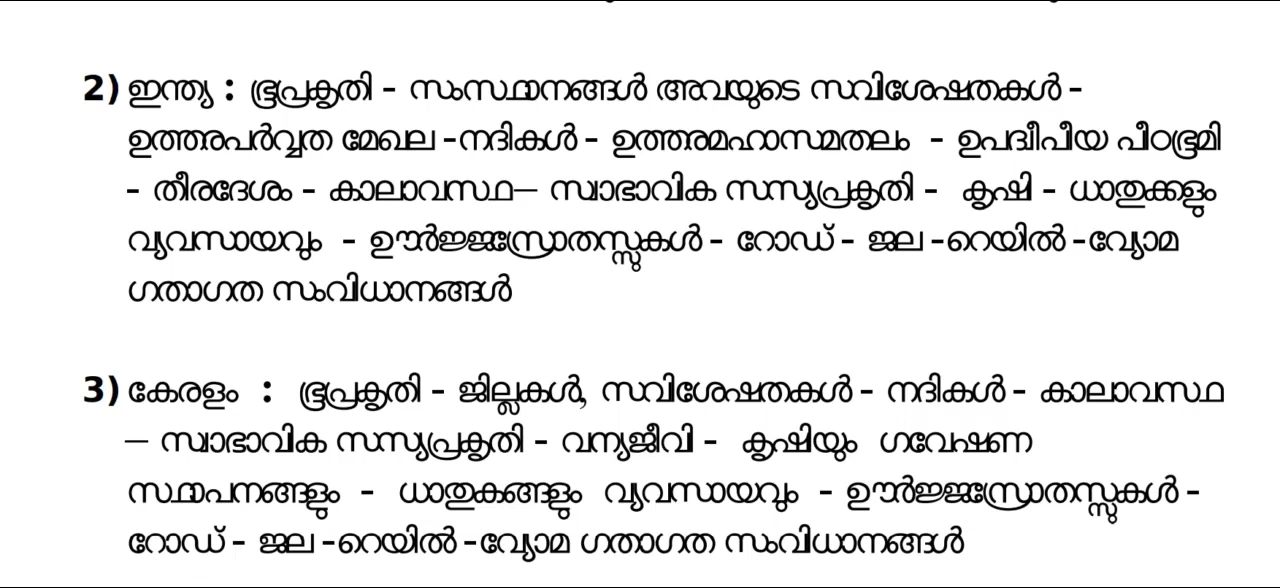 2) ഇന്ത്യ : ഭൂപ്രകൃതി - സംസ്ഥാനങ്ങൾ അവയുടെ സവിശേഷതകൾ -
ഉത്തരപർവ്വത മേഖല -നദികൾ - ഉത്തരമഹാസമതലം - ഉപദ്വീപീയ പീഠഭൂമി
- തീരദേശം - കാലാവസ്ഥ— സ്വാഭാവിക സസ്യപ്രകൃതി - കൃഷി - ധാതുക്കളും
വ്യവസായവും - ഊർജ്ജസ്രോതസ്സുകൾ - റോഡ് - ജല -റെയിൽ -വ്യോമ
ഗതാഗത സംവിധാനങ്ങൾ
3) കേരളം : ഭൂപ്രകൃതി - ജില്ലകൾ, സവിശേഷതകൾ - നദികൾ - കാലാവസ്ഥ
— സ്വാഭാവിക സസ്യപ്രകൃതി - വന്യജീവി - കൃഷിയും ഗവേഷണ
സ്ഥാപനങ്ങളും - ധാതുകങ്ങളും വ്യവസായവും - ഊർജ്ജസ്രോതസ്സുകൾ -
റോഡ് - ജല -റെയിൽ -വ്യോമ ഗതാഗത സംവിധാനങ്ങൾ